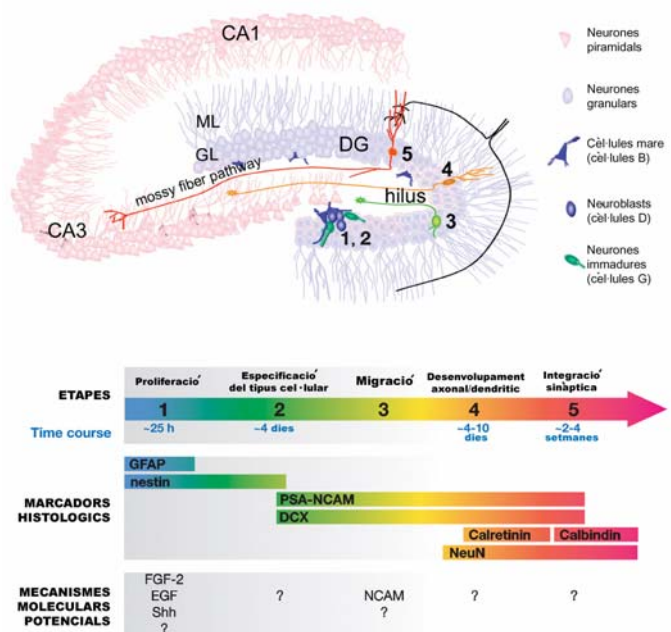 CA1
ML
DG
GL
5
4
mossy fiber pathway
hilus
3
CA3
1, 2
Neurones
piramidals
Neurones
granulars
Cèl·lules mare
(cèl·lules B)
Neuroblasts
(cèl·lules D)
Neurones
immadures
(cèl·lules G)
ETAPES
Proliferació
Especificació
del tipus cel·lular
Migració
Desenvolupament
axonal/dendritic
Integració
sinàptica
1 2 3 4 5
Time course
~25 h
~4 dies
~4-10
dies
~2-4
setmanes
MARCADORS
HISTOLOGICS
GFAP
nestin
PSA-NCAM
DCX
Calretinin
Calbindin
NeuN
MECANISMES
MOLECULARS
POTENCIALS
FGF-2
EGF
Shh
?
?
NCAM
?
?
?